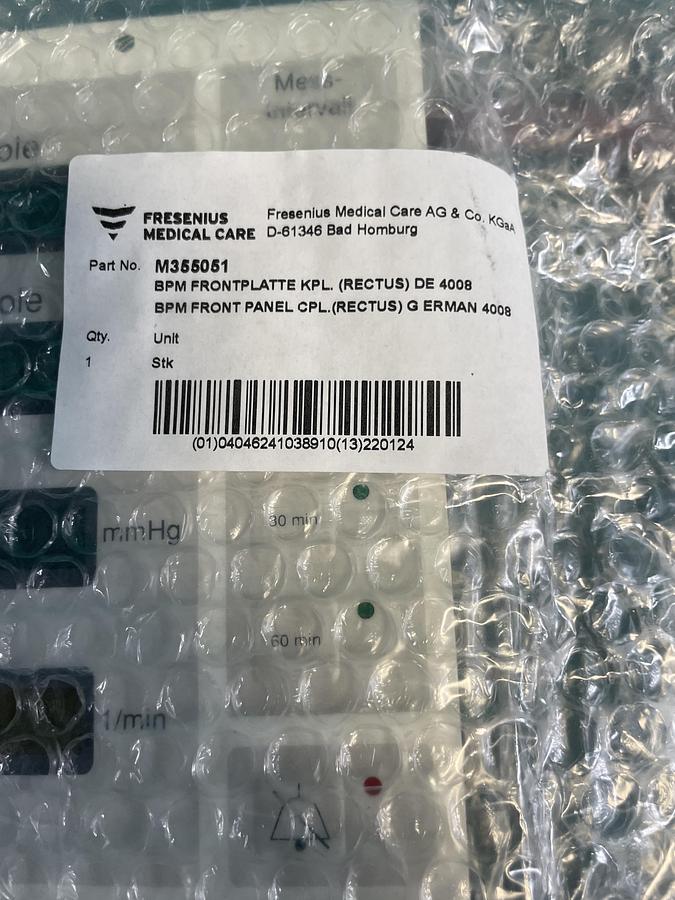 Mess-
intervall
ole
FRESENIUS
MEDICAL CARE
Fresenius Medical Care AG & Co. KGaA
D-61346 Bad Homburg
Part No. M355051
BPM FRONTPLATTE KPL. (RECTUS) DE 4008
BPM FRONT PANEL CPL.(RECTUS) G ERMAN 4008
ole
Qty. Unit
1 Stk
(01)04046241038910(13)220124
30 min
mmHg
60 min
1/min